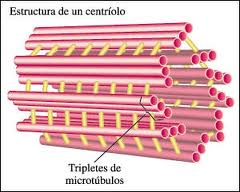 Estructura de un centríolo
Tripletes de
microtúbulos